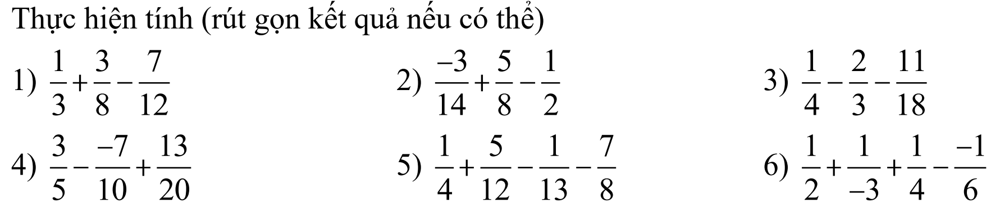 Thực hiện tính (rút gọn kết quả nếu có thể)
1) \frac{1}{3}+\frac{3}{8}-\frac{7}{12} 2) \frac{-3}{14}+\frac{5}{8}-\frac{1}{2} 3) \frac{1}{4}-\frac{2}{3}-\frac{11}{18}
4) \frac{3}{5}-\frac{-7}{10}+\frac{13}{20} 5) \frac{1}{4}+\frac{5}{12}-\frac{1}{13}-\frac{7}{8} 6) \frac{1}{2}+\frac{1}{-3}+\frac{1}{4}-\frac{-1}{6}